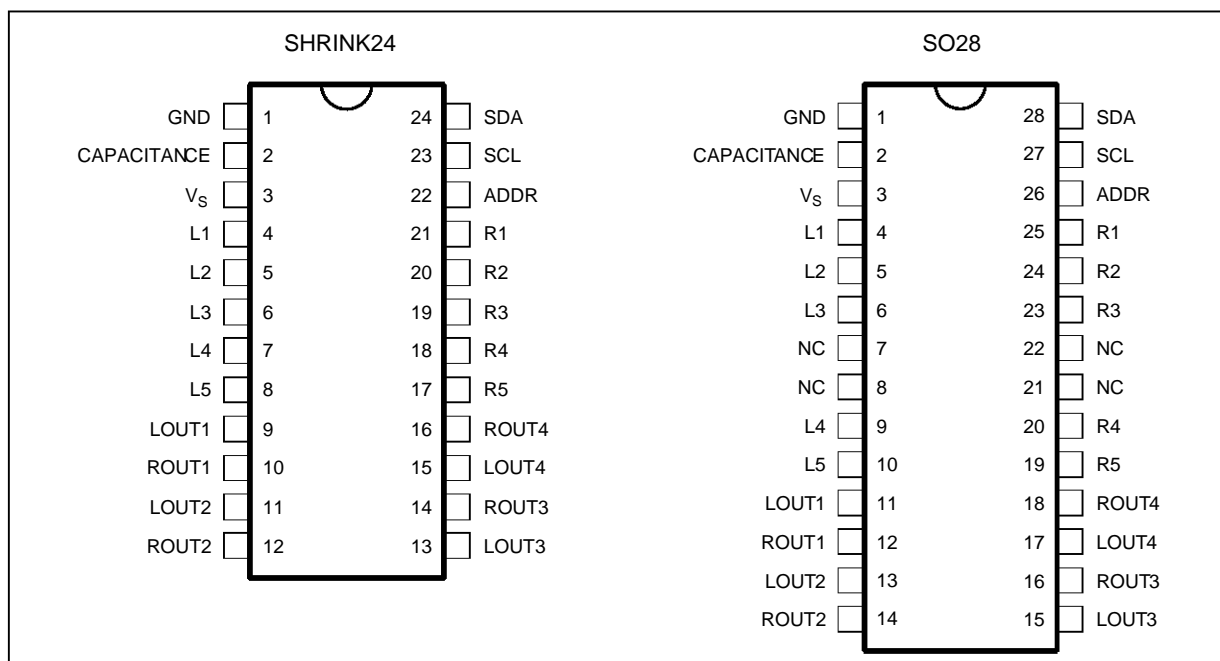 SHRINK24
GND 1 24 SDA
CAPACITANCE 2 23 SCL
VS 3 22 ADDR
L1 4 21 R1
L2 5 20 R2
L3 6 19 R3
L4 7 18 R4
L5 8 17 R5
LOUT1 9 16 ROUT4
ROUT1 10 15 LOUT4
LOUT2 11 14 ROUT3
ROUT2 12 13 LOUT3
SO28
GND 1 28 SDA
CAPACITANCE 2 27 SCL
VS 3 26 ADDR
L1 4 25 R1
L2 5 24 R2
L3 6 23 R3
NC 7 22 NC
NC 8 21 NC
L4 9 20 R4
L5 10 19 R5
LOUT1 11 18 ROUT4
ROUT1 12 17 LOUT4
LOUT2 13 16 ROUT3
ROUT2 14 15 LOUT3